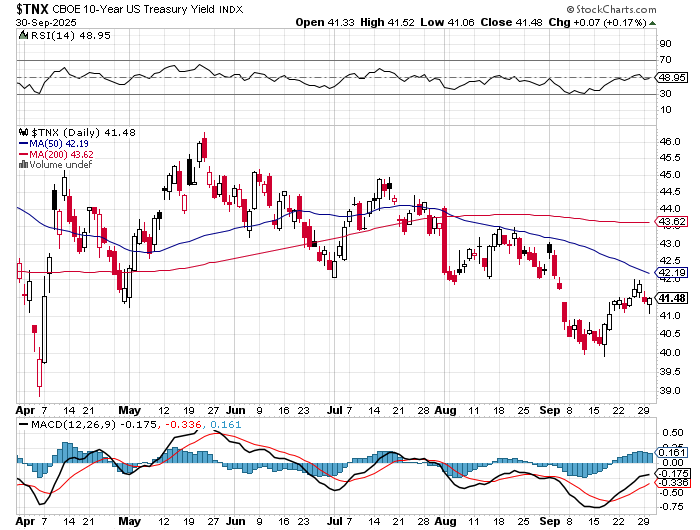 $TNX CBOE 10-Year US Treasury Yield INDX
© StockCharts.com
30-Sep-2025
Open 41.33 High 41.52 Low 41.06 Close 41.48 Chg +0.07 (+0.17%)
RSI(14) 48.95
90
70
48.95
30
10
$TNX (Daily) 41.48
MA(50) 42.19
MA(200) 43.62
Volume undef
46.0
45.5
45.0
44.5
44.0
43.62
43.0
42.5
42.19
41.48
41.0
40.5
40.0
39.5
39.0
Apr 7 14 21 May 12 19 27 Jun 9 16 23 Jul 7 14 21 28 Aug 11 18 25 Sep 8 15 22 29
MACD(12,26,9) -0.175, -0.336, 0.161
0.50
0.161
0.00
-0.175
-0.336
-0.50
-0.75
Apr 7 14 21 May 12 19 27 Jun 9 16 23 Jul 7 14 21 28 Aug 11 18 25 Sep 8 15 22 29